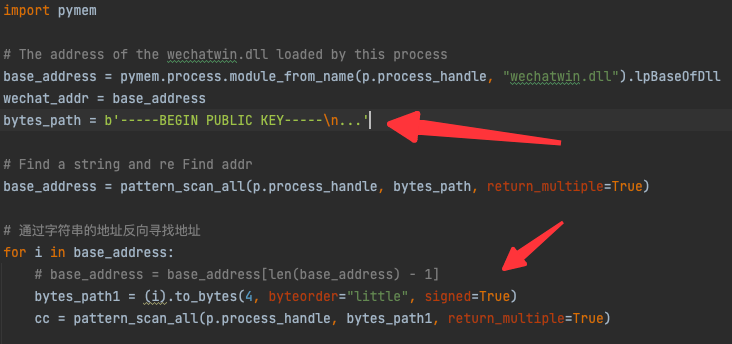 import pymem
# The address of the wechatwin.dll loaded by this process
base_address = pymem.process.module_from_name(p.process_handle, "wechatwin.dll").lpBaseOfDll
wechat_addr = base_address
bytes_path = b'-----BEGIN PUBLIC KEY-----\n...'
# Find a string and re Find addr
base_address = pattern_scan_all(p.process_handle, bytes_path, return_multiple=True)
# 通过字符串的地址反向寻找地址
for i in base_address:
    # base_address = base_address[len(base_address) - 1]
    bytes_path1 = (i).to_bytes(4, byteorder="little", signed=True)
    cc = pattern_scan_all(p.process_handle, bytes_path1, return_multiple=True)